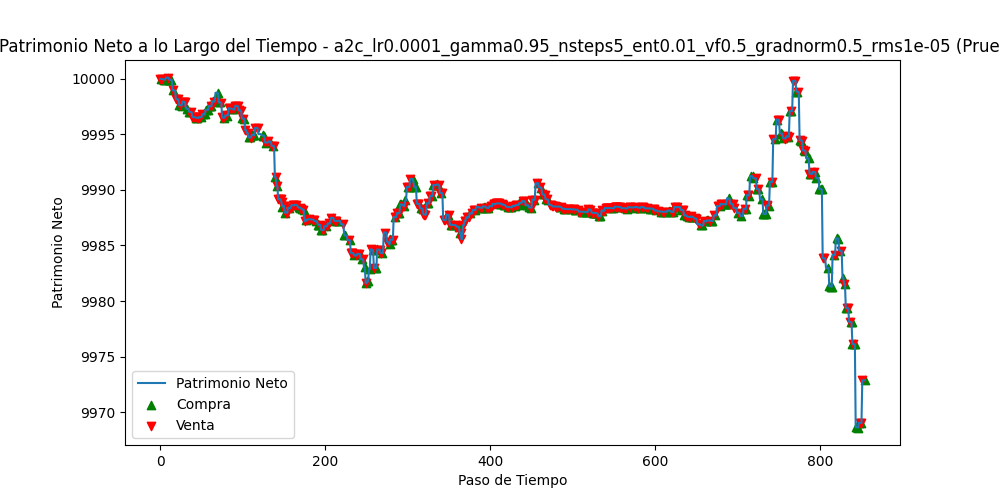 Patrimonio Neto a lo Largo del Tiempo - a2c_lr0.0001_gamma0.95_nsteps5_ent0.01_vf0.5_gradnorm0.5_rms1e-05 (Prue
10000
9995
9990
9985
9980
9975
9970
Patrimonio Neto
Patrimonio Neto
Compra
Venta
0
200
400
600
800
Paso de Tiempo